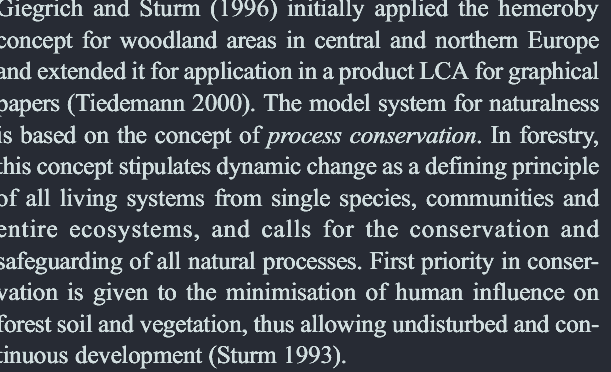 Giegrich and Sturm (1996) initially applied the hemeroby
concept for woodland areas in central and northern Europe
and extended it for application in a product LCA for graphical
papers (Tiedemann 2000). The model system for naturalness
is based on the concept of process conservation. In forestry,
this concept stipulates dynamic change as a defining principle
of all living systems from single species, communities and
entire ecosystems, and calls for the conservation and
safeguarding of all natural processes. First priority in conser-
vation is given to the minimisation of human influence on
forest soil and vegetation, thus allowing undisturbed and con-
tinuous development (Sturm 1993).